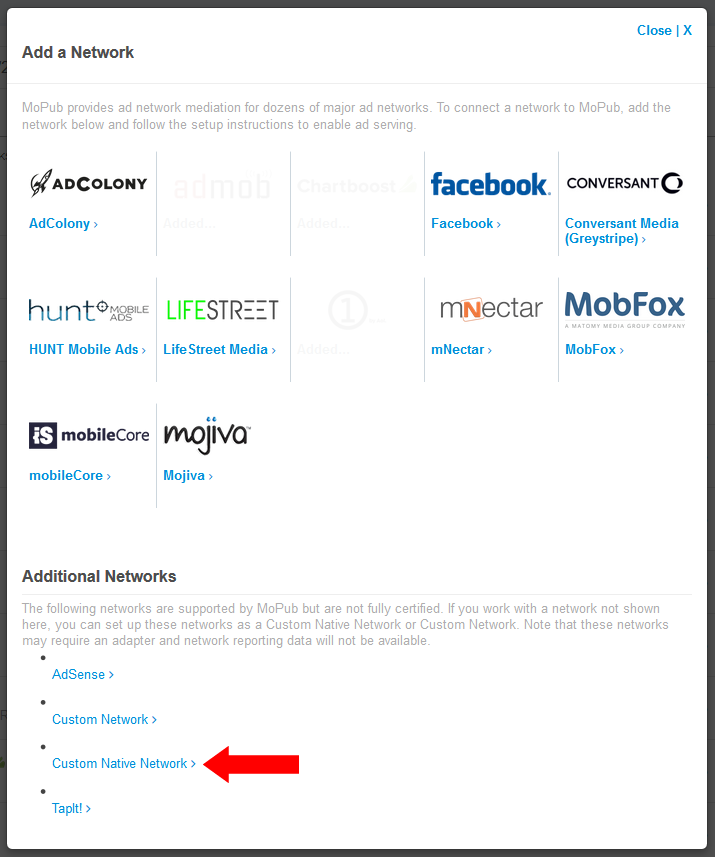 Close | X
Add a Network
MoPub provides ad network mediation for dozens of major ad networks. To connect a network to MoPub, add the
network below and follow the setup instructions to enable ad serving.
ADCOLONY
admob
Chartboost
facebook.
CONVERSANT
AdColony ›
Added...
Added...
Facebook ›
Conversant Media
(Greystripe) ›
hunt MOBILE
ADS
LIFESTREET
1
mNectar
MobFox
A MATOMY MEDIA GROUP COMPANY
HUNT Mobile Ads ›
LifeStreet Media ›
Added...
mNectar ›
MobFox ›
iS mobileCore
mojiva™
mobileCore ›
Mojiva ›
Additional Networks
The following networks are supported by MoPub but are not fully certified. If you work with a network not shown
here, you can set up these networks as a Custom Native Network or Custom Network. Note that these networks
may require an adapter and network reporting data will not be available.
AdSense ›
Custom Network ›
Custom Native Network ›
TapIt! ›